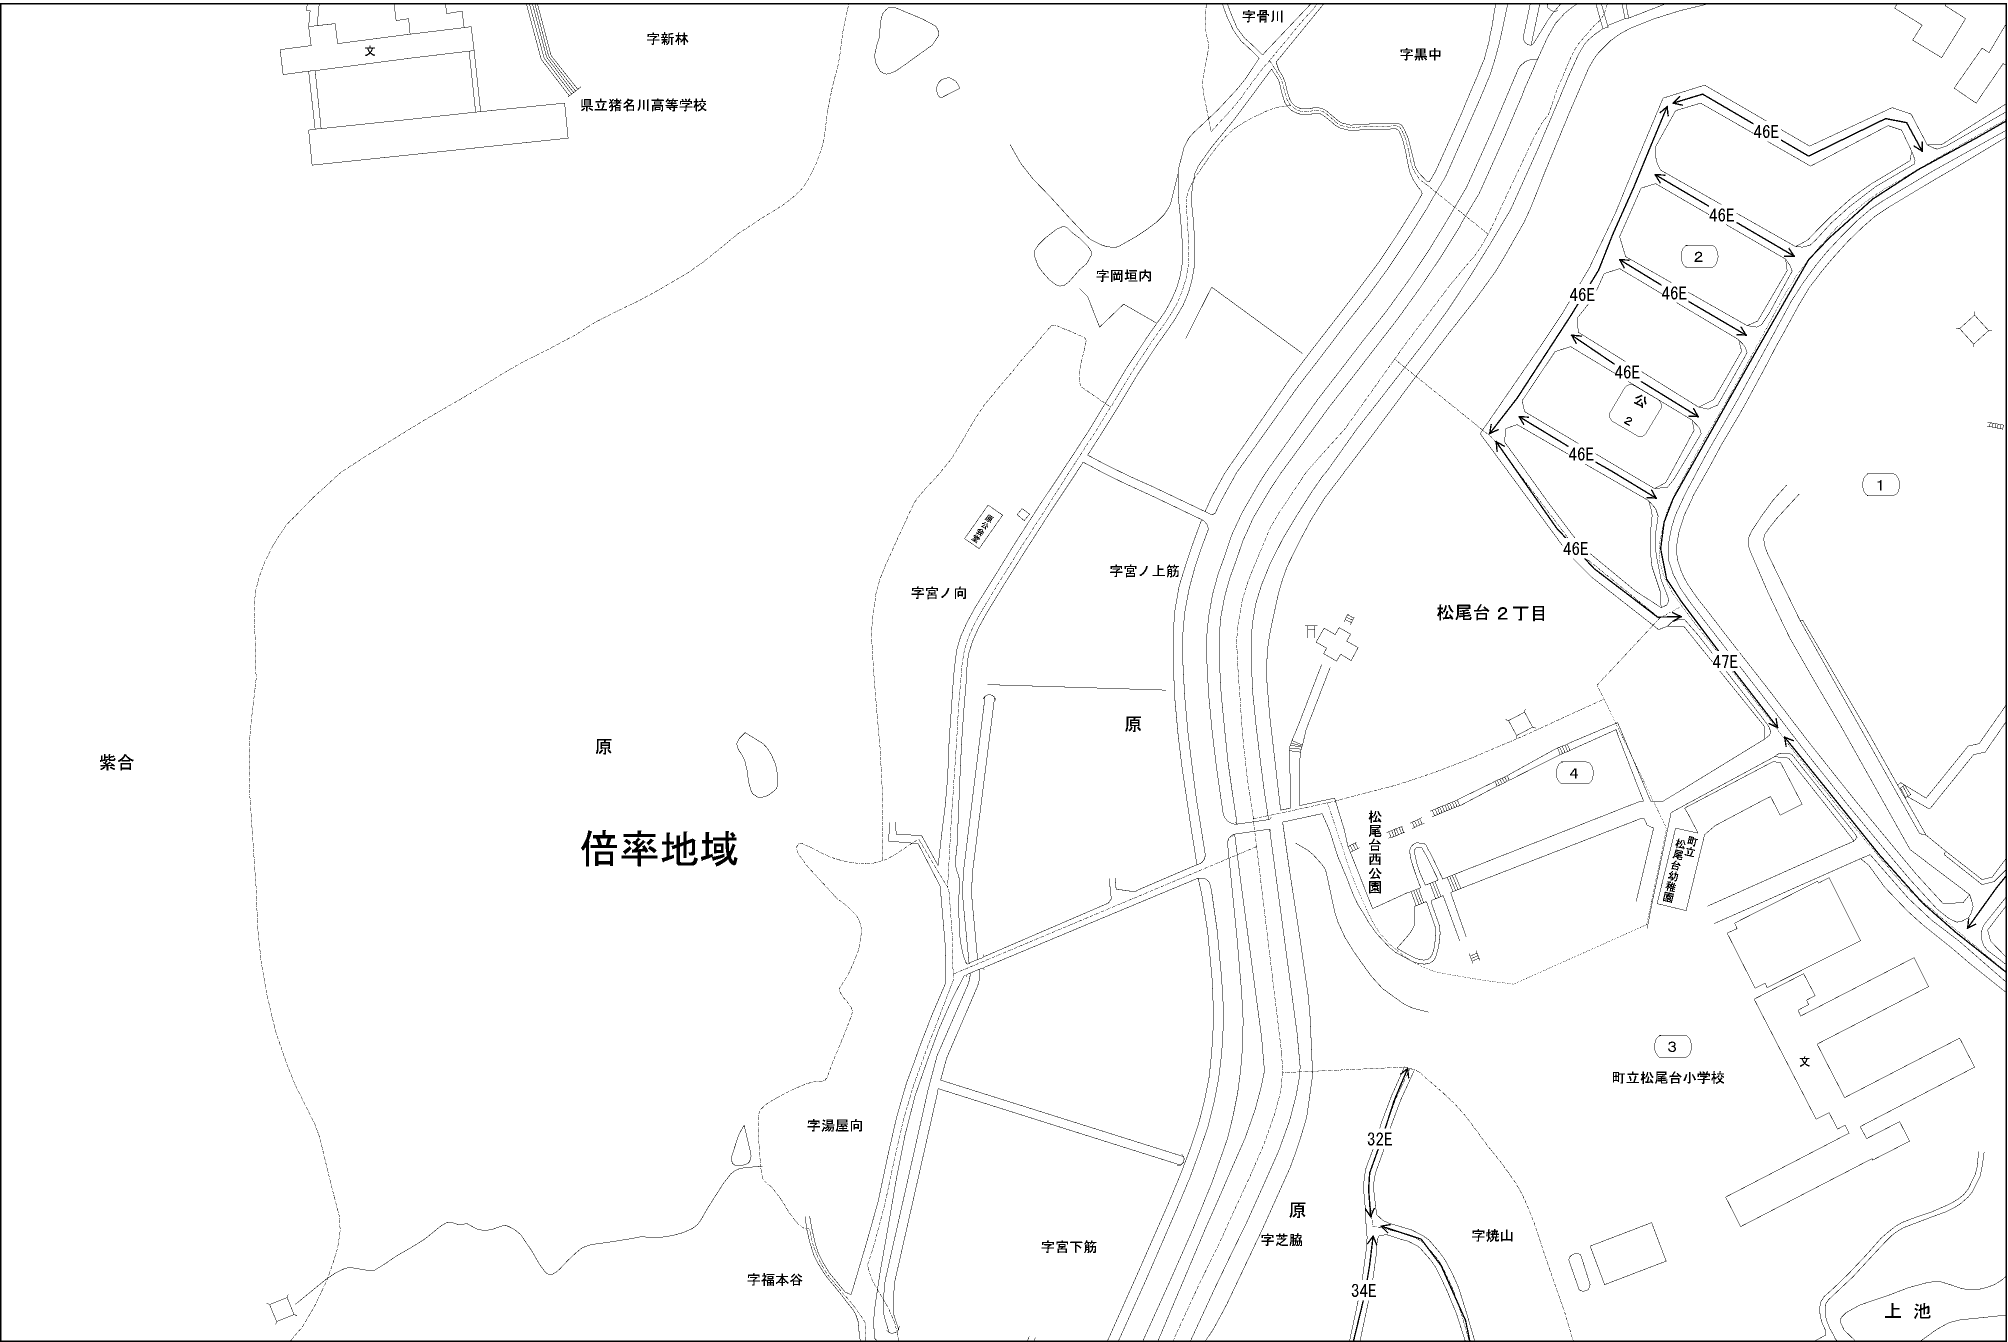 字骨川
字新林
文
字黒中
県立猪名川高等学校
46E
46E
2
字岡垣内
46E
46E
46E
公
2
46E
1
原公会堂
46E
字宮ノ上筋
字宮ノ向
松尾台 2 丁目
47E
原
原
紫合
4
倍率地域
松尾台西公園
町立
松尾台幼稚園
3
文
町立松尾台小学校
字湯屋向
32E
原
字芝脇
字焼山
字宮下筋
字福本谷
34E
上 池